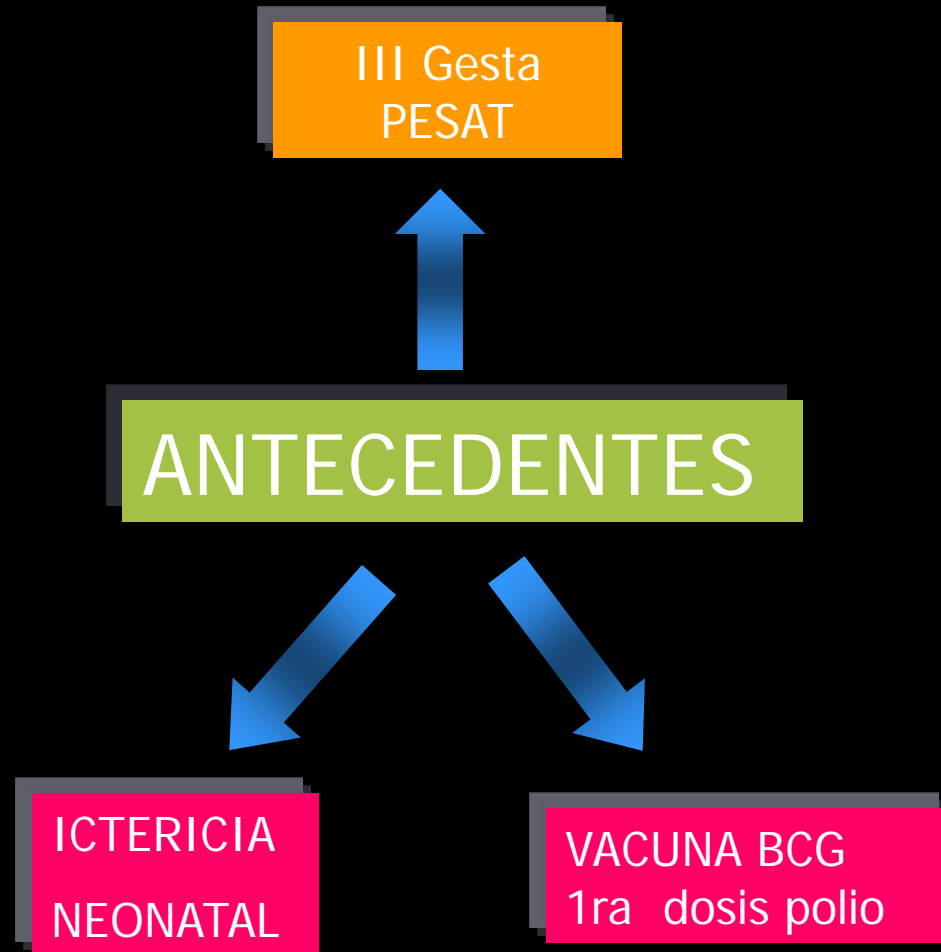 III Gesta
PESAT
ANTECEDENTES
ICTERICIA
NEONATAL
VACUNA BCG
1ra dosis polio